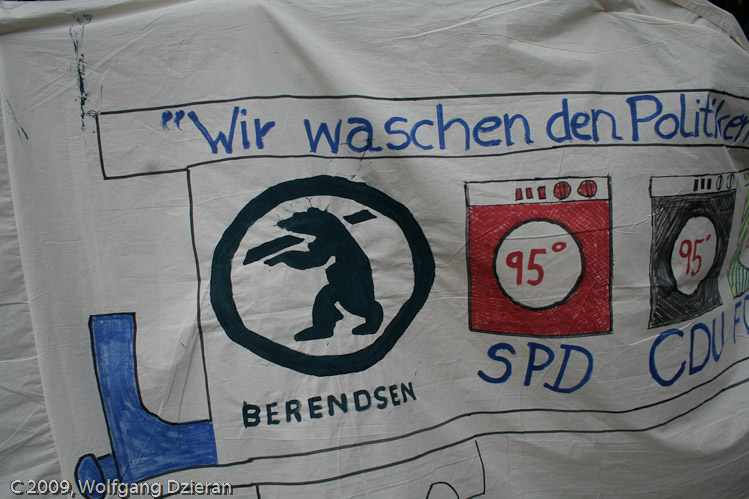 "Wir waschen den Politiker
95°
95°
SPD
CDU
BERENDSEN
C 2009, Wolfgang Dzieran